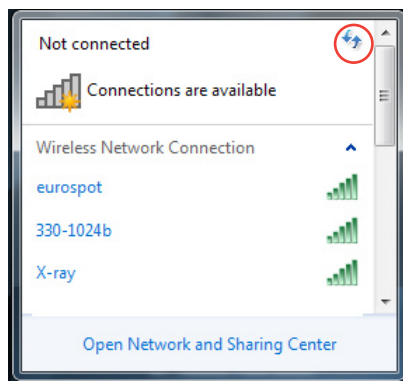 Not connected
Connections are available
Wireless Network Connection
eurospot
330-1024b
X-ray
Open Network and Sharing Center